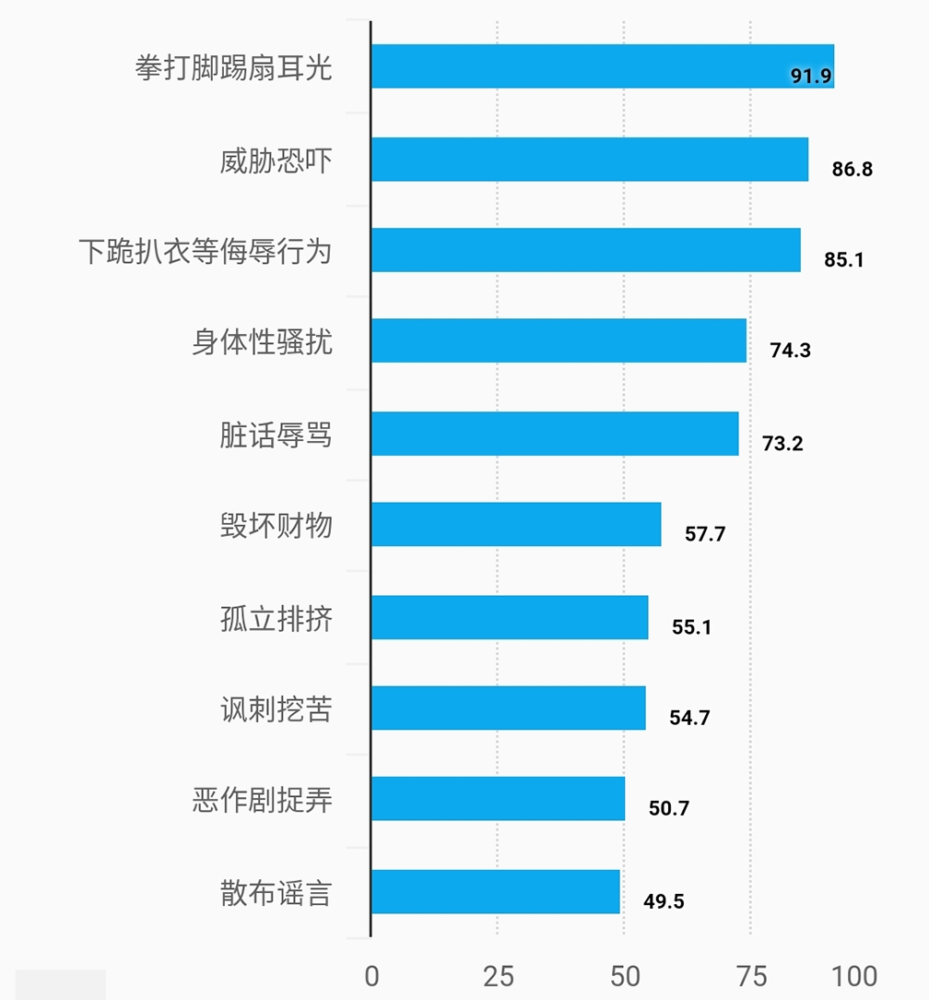 拳打脚踢扇耳光
91.9
威胁恐吓
86.8
下跪扒衣等侮辱行为
85.1
身体性骚扰
74.3
脏话辱骂
73.2
毁坏财物
57.7
孤立排挤
55.1
讽刺挖苦
54.7
恶作剧捉弄
50.7
散布谣言
49.5
0 25 50 75 100